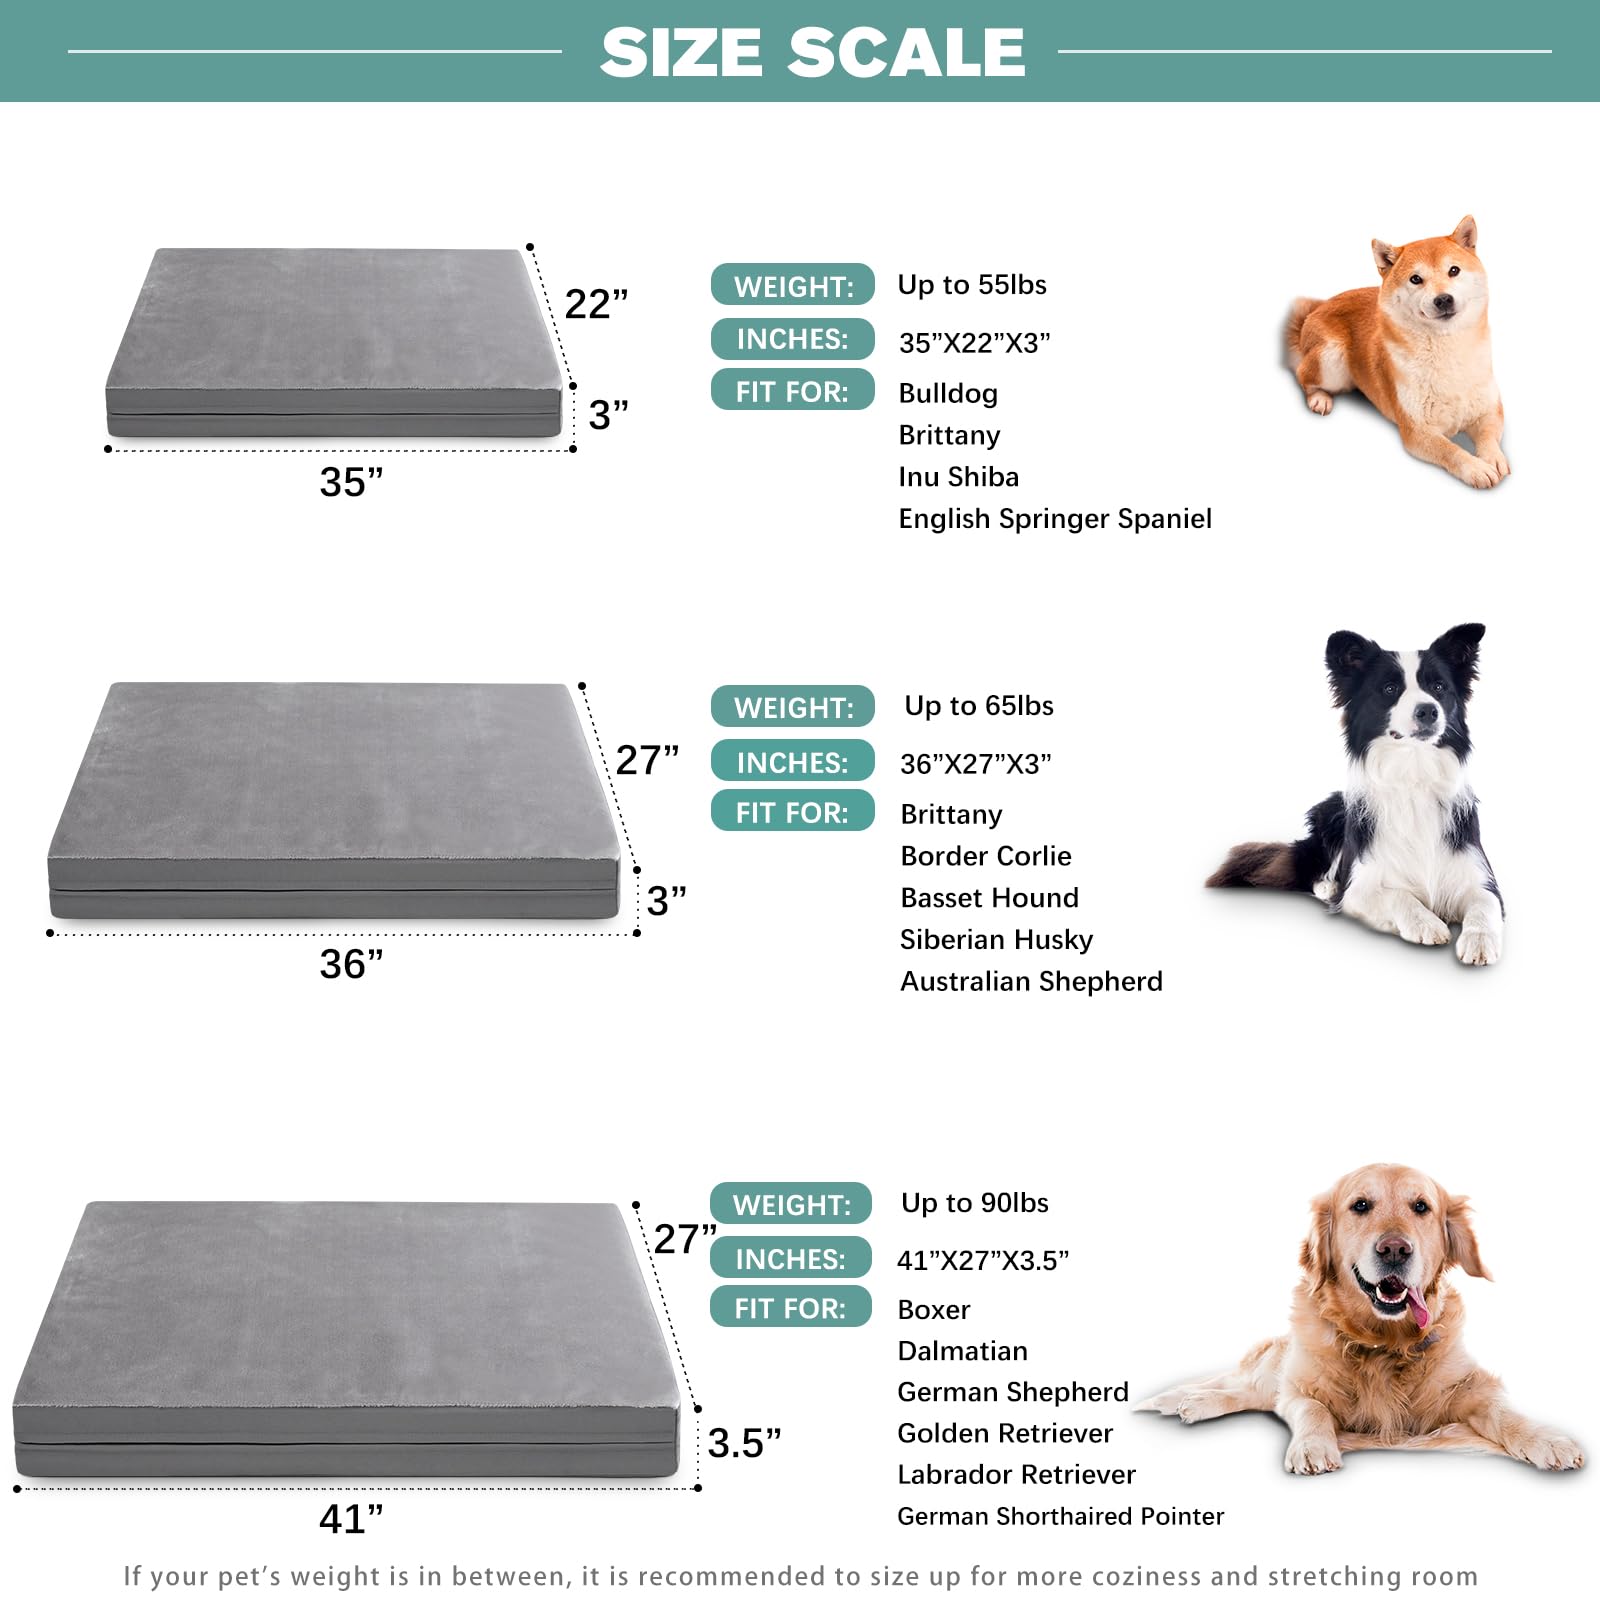 SIZE SCALE
22”
3”
35”
WEIGHT: Up to 55lbs
INCHES: 35”X22”X3”
FIT FOR: Bulldog
Brittany
Inu Shiba
English Springer Spaniel
27”
3”
36”
WEIGHT: Up to 65lbs
INCHES: 36”X27”X3”
FIT FOR: Brittany
Border Corlie
Basset Hound
Siberian Husky
Australian Shepherd
27”
3.5”
41”
WEIGHT: Up to 90lbs
INCHES: 41”X27”X3.5”
FIT FOR: Boxer
Dalmatian
German Shepherd
Golden Retriever
Labrador Retriever
German Shorthaired Pointer
If your pet’s weight is in between, it is recommended to size up for more coziness and stretching room